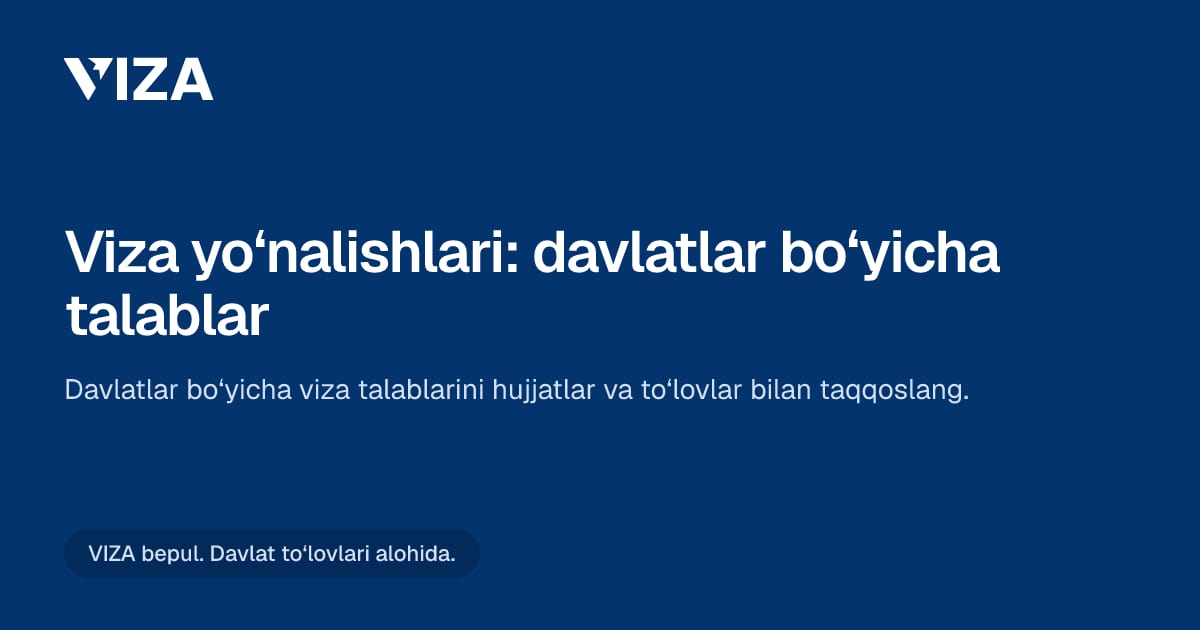 VIZA
Viza yo‘nalishlari: davlatlar bo‘yicha
talablar
Davlatlar bo‘yicha viza talablarini hujjatlar va to‘lovlar bilan taqqoslang.
VIZA bepul. Davlat to‘lovlari alohida.